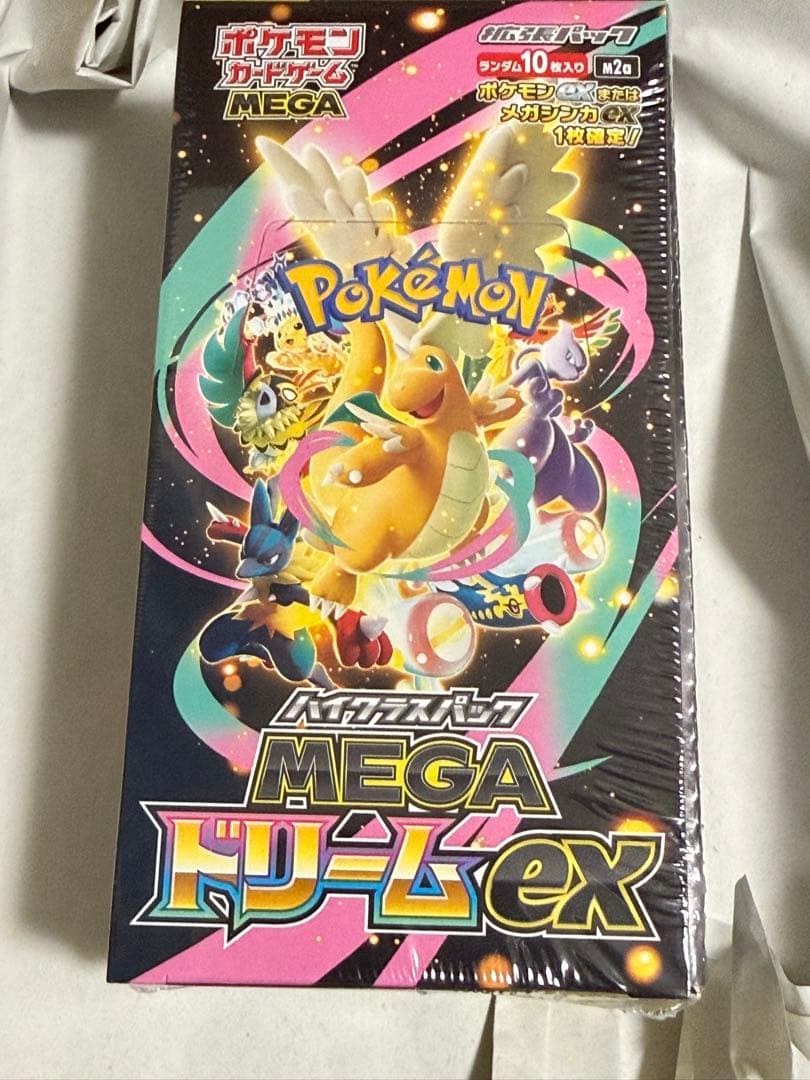 ポケモン
カードゲーム
MEGA
拡張パック
ランダム10枚入り M2a
ポケモンexまたは
メガシンカex
1枚確定!
POKéMON
ハイクラスパック
MEGA
ドリームex